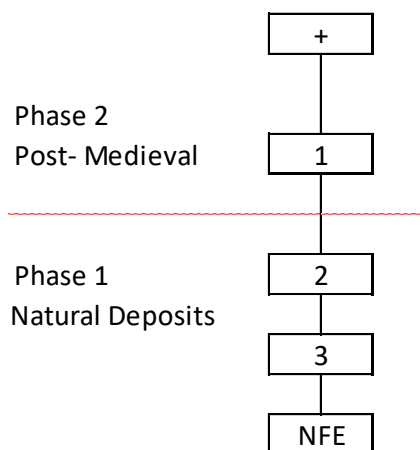 +
Phase 2
Post- Medieval
1
Phase 1
2
Natural Deposits
3
NFE